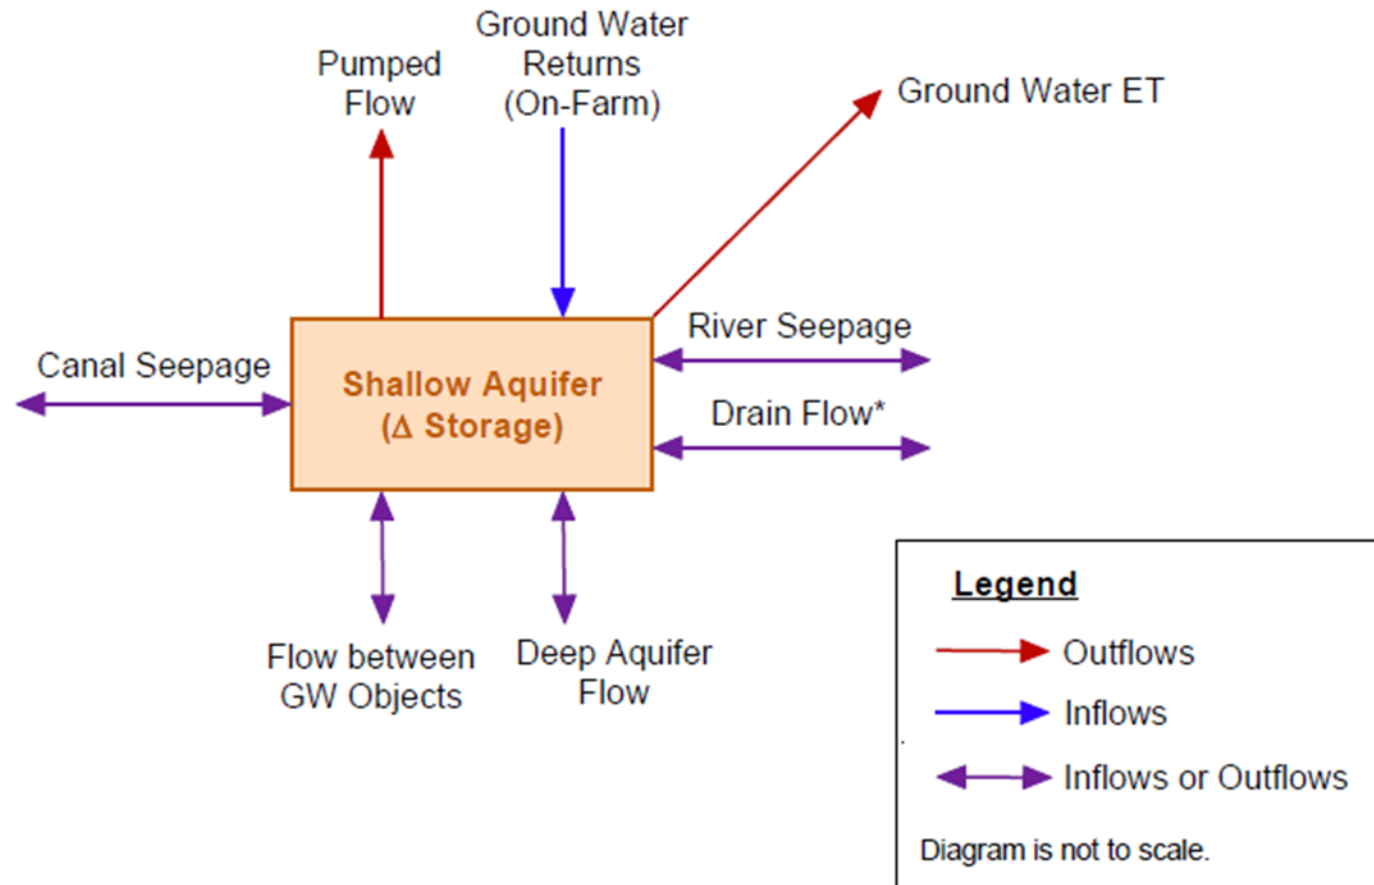 Ground Water
Returns
(On-Farm)
Pumped
Flow
Ground Water ET
Canal Seepage
Shallow Aquifer
(Δ Storage)
River Seepage
Drain Flow*
Flow between
GW Objects
Deep Aquifer
Flow
Legend
Outflows
Inflows
Inflows or Outflows
Diagram is not to scale.